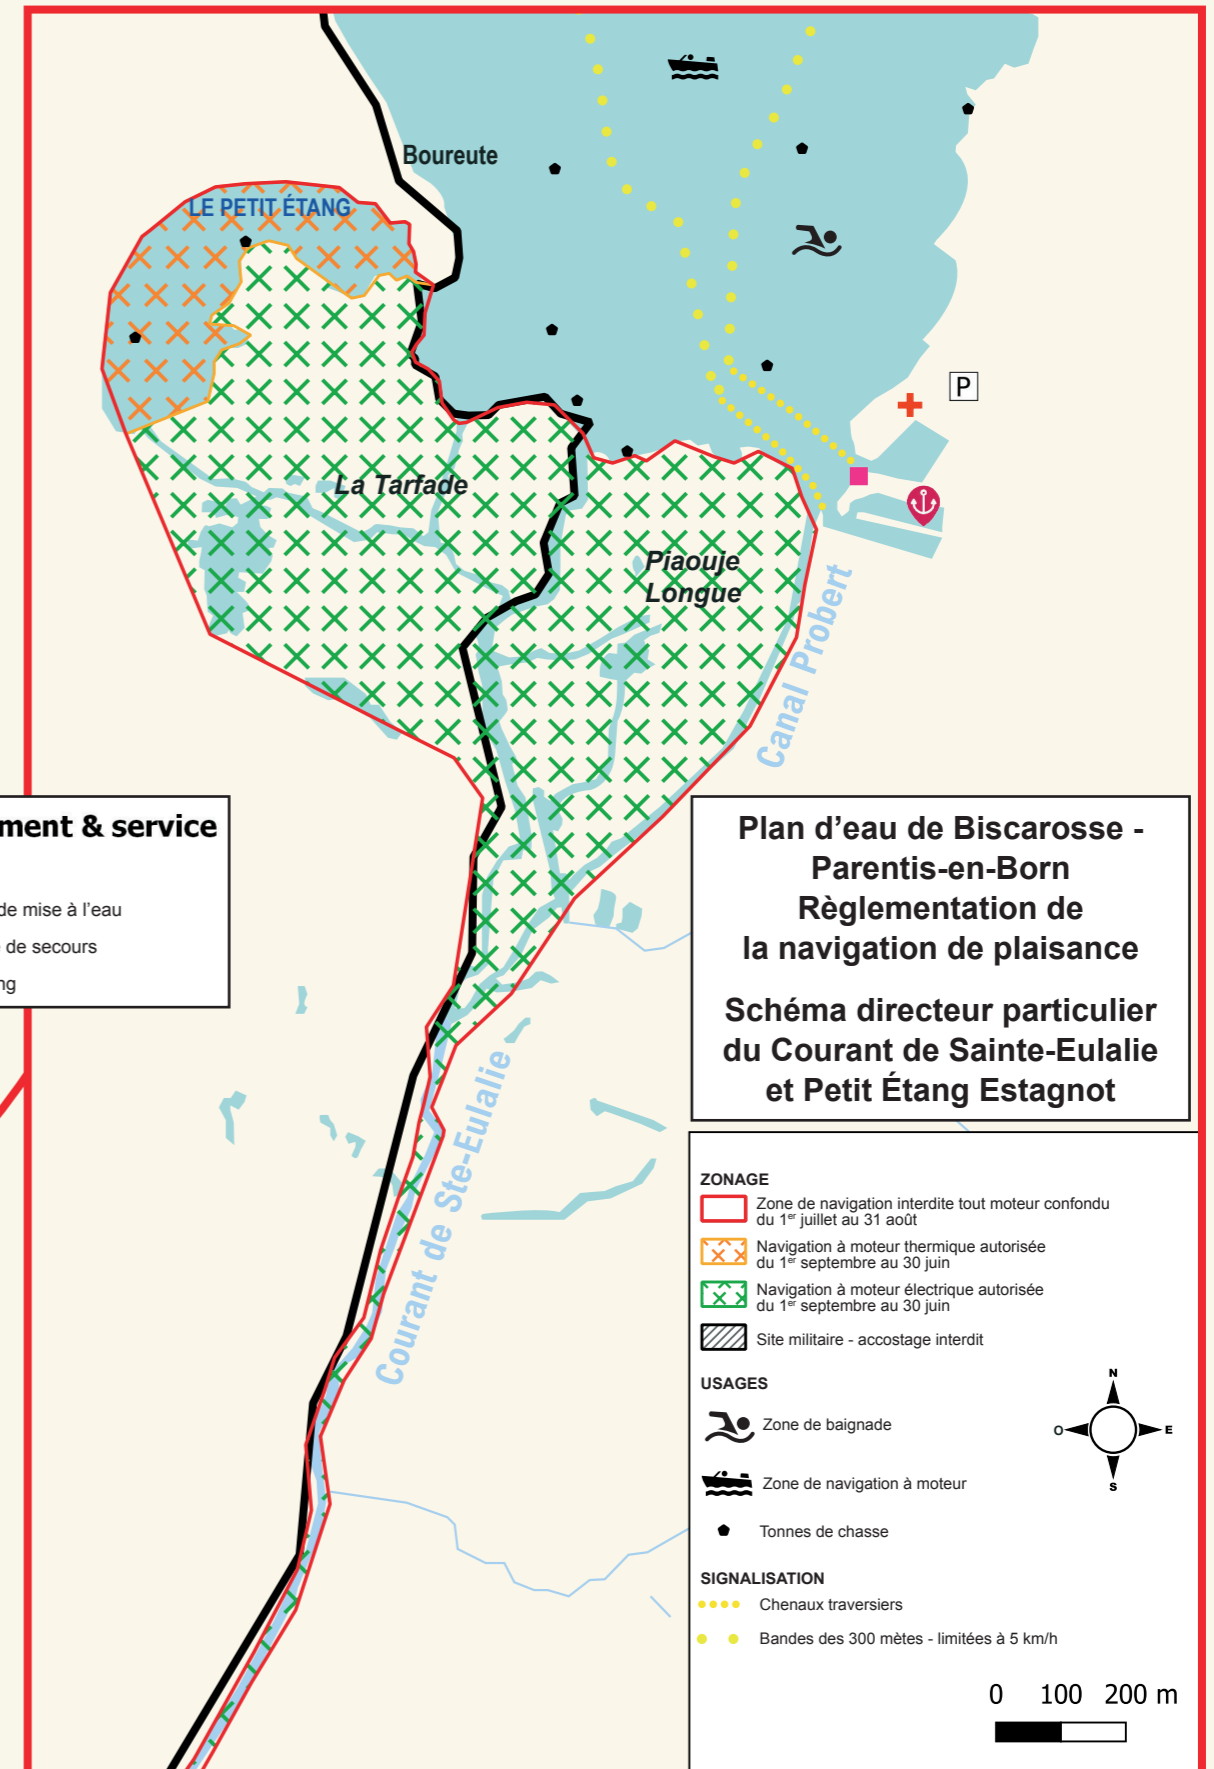 Boureute
LE PETIT ÉTANG
P
La Tarfade
Piaouje
Longue
Canal Probert
ment & service
de mise à l'eau
de secours
ng
Plan d'eau de Biscarosse -
Parentis-en-Born
Règlementation de
la navigation de plaisance
Schéma directeur particulier
du Courant de Sainte-Eulalie
et Petit Étang Estagnot
Courant de Ste-Eulalie
ZONAGE
Zone de navigation interdite tout moteur confondu
du 1er juillet au 31 août
Navigation à moteur thermique autorisée
du 1er septembre au 30 juin
Navigation à moteur électrique autorisée
du 1er septembre au 30 juin
Site militaire - accostage interdit
USAGES
Zone de baignade
Zone de navigation à moteur
Tonnes de chasse
N
O E
S
SIGNALISATION
Chenaux traversiers
Bandes des 300 mètes - limitées à 5 km/h
0 100 200 m